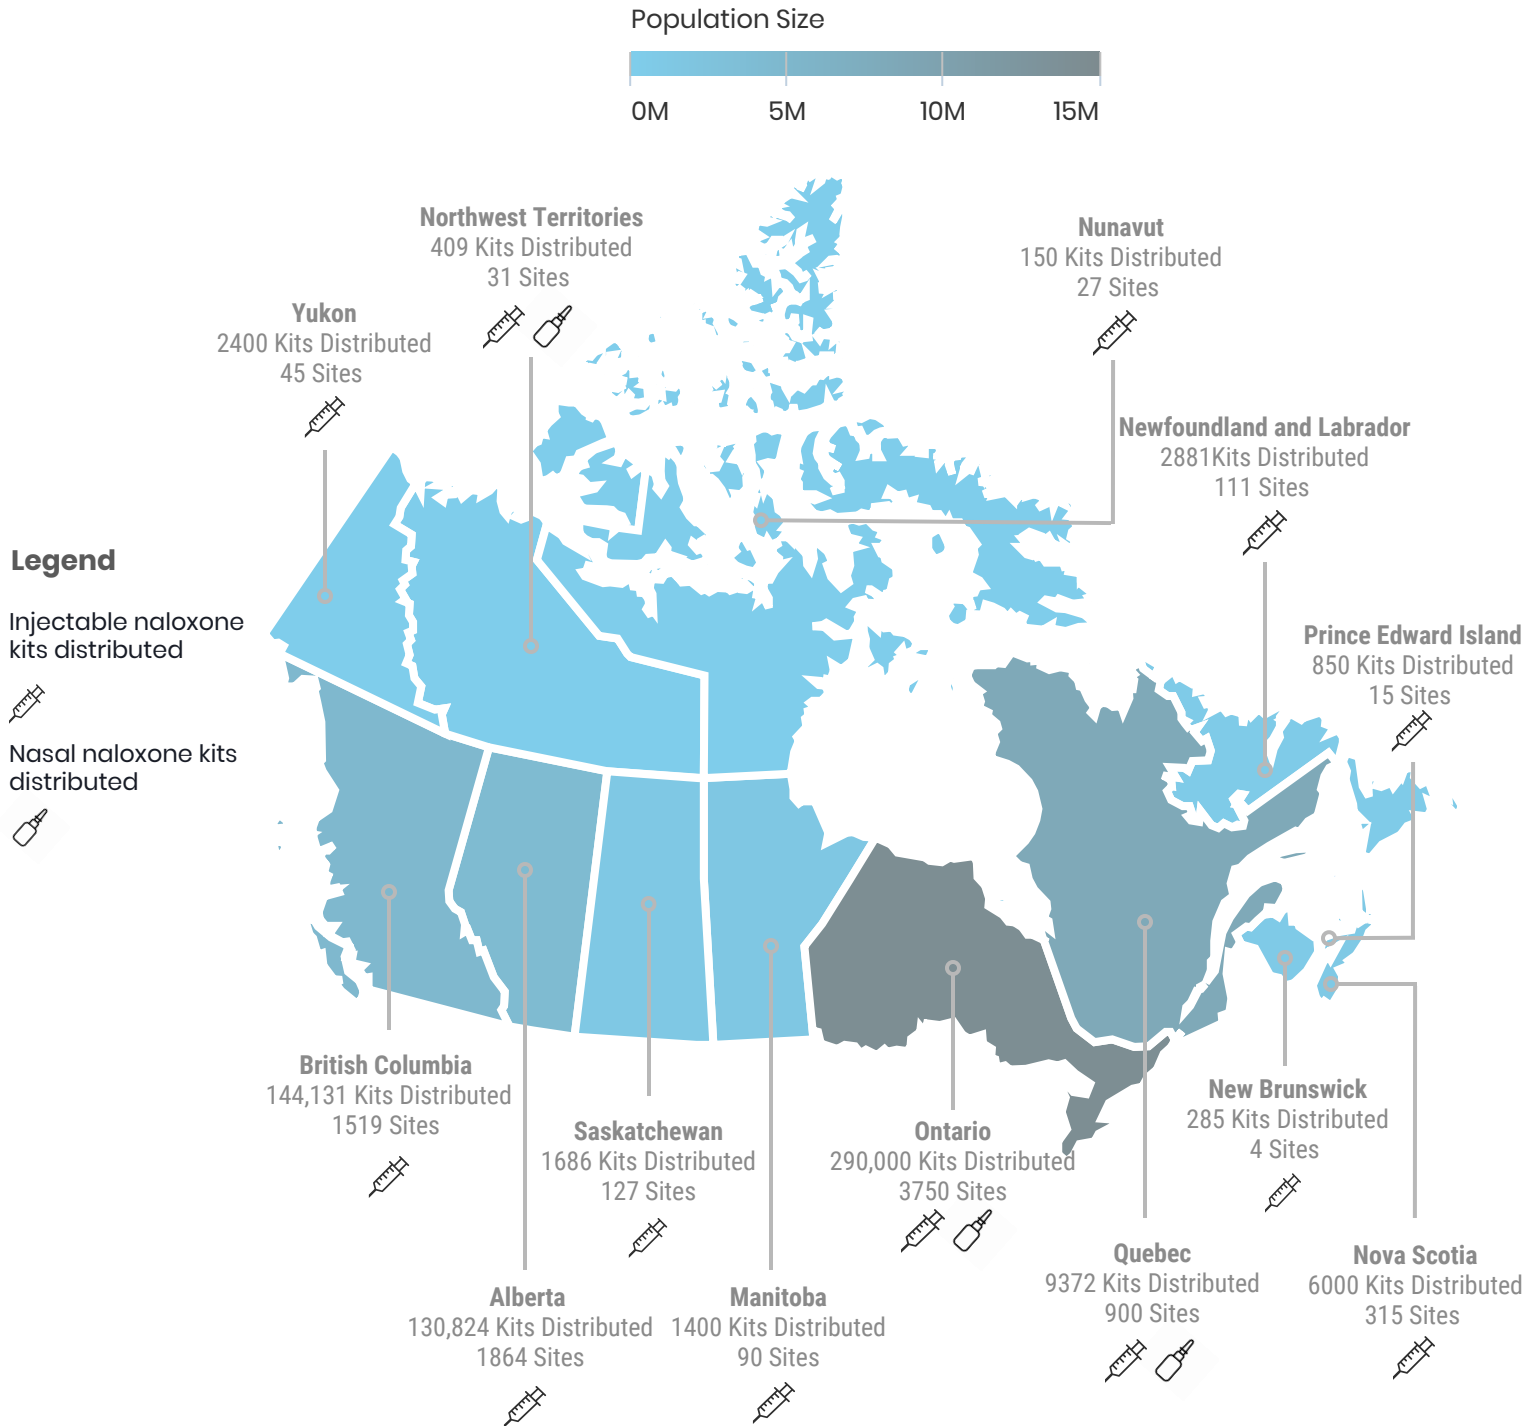 Population Size
0M
5M
10M
15M
Northwest Territories
409 Kits Distributed
31 Sites
Nunavut
150 Kits Distributed
27 Sites
Yukon
2400 Kits Distributed
45 Sites
Newfoundland and Labrador
2881Kits Distributed
111 Sites
Legend
Injectable naloxone
kits distributed
Nasal naloxone kits
distributed
Prince Edward Island
850 Kits Distributed
15 Sites
British Columbia
144,131 Kits Distributed
1519 Sites
Saskatchewan
1686 Kits Distributed
127 Sites
Ontario
290,000 Kits Distributed
3750 Sites
New Brunswick
285 Kits Distributed
4 Sites
Alberta
130,824 Kits Distributed
1864 Sites
Manitoba
1400 Kits Distributed
90 Sites
Quebec
9372 Kits Distributed
900 Sites
Nova Scotia
6000 Kits Distributed
315 Sites